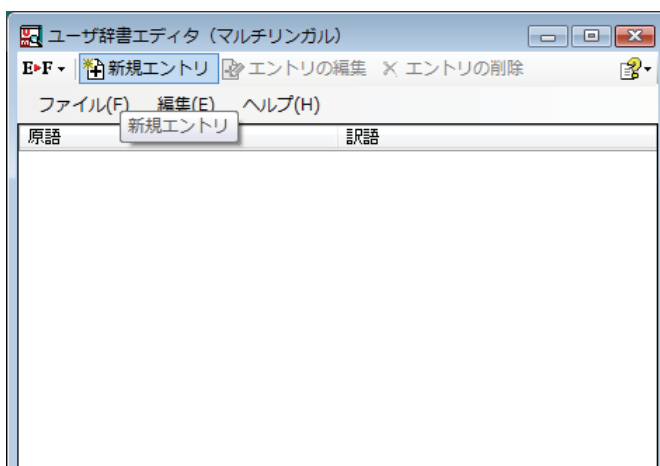 ユーザ辞書エディタ（マルチリンガル）
E▸F 新規エントリ エントリの編集 エントリの削除
ファイル(F) 編集(E) ヘルプ(H)
新規エントリ
原語 訳語